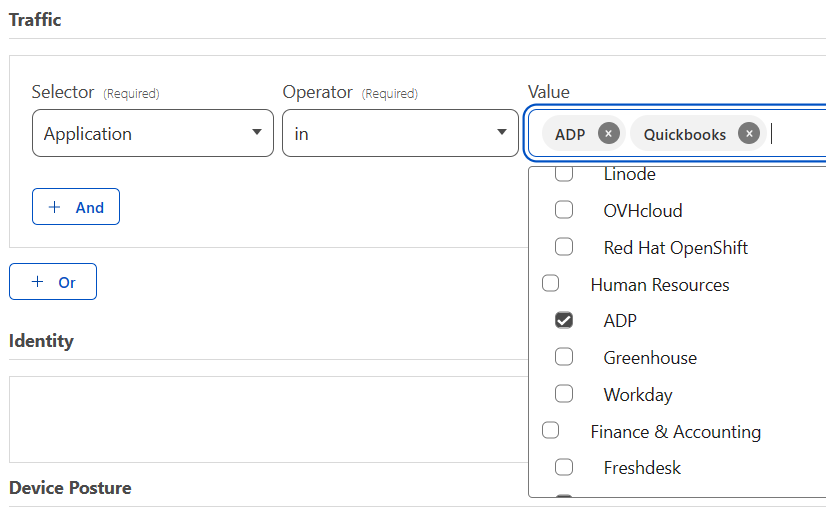 Traffic
Selector (Required)
Operator (Required)
Value
Application
in
ADP x
Quickbooks x
+ And
+ Or
Linode
OVHcloud
Red Hat OpenShift
Human Resources
ADP
Greenhouse
Workday
Finance & Accounting
Freshdesk
Identity
Device Posture